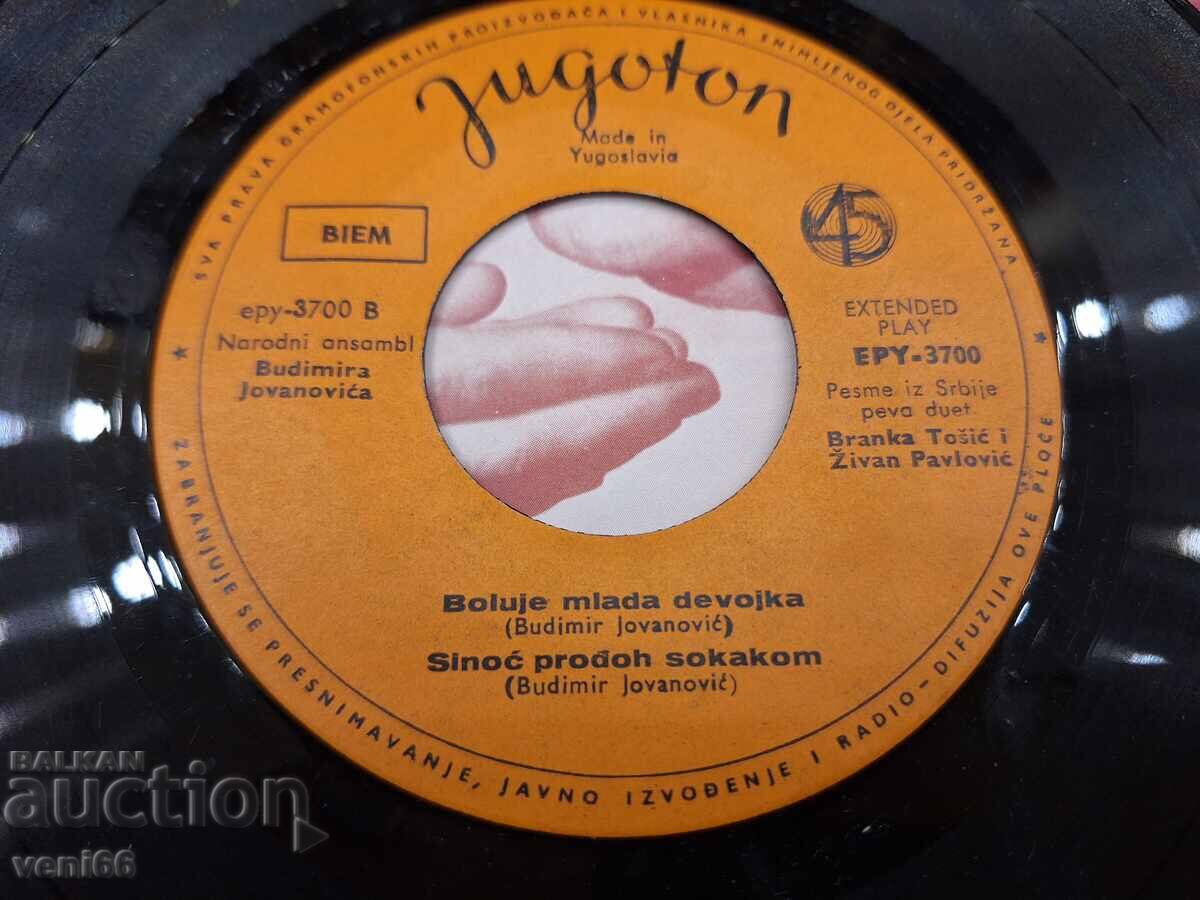 SVA PRAVA GRAMOFONSKIH PROIZVOĐAČA I VLASNIKA SNIMLJENOG DJELA PRIDRŽANA
★
Jugoton
Made in
Yugoslavia
BIEM
45
epy-3700 B
Narodni ansambl
Budimira
Jovanovića
EXTENDED
PLAY
EPY-3700
Pesme iz Srbije
peva duet
Branka Tošić i
Živan Pavlović
Boluje mlada devojka
(Budimir Jovanović)
Sinoć prođoh sokakom
(Budimir Jovanović)
★
ZABRANJUJE SE PRESNIMAVANJE, JAVNO IZVOĐENJE I RADIO-DIFUZIJA OVE PLOČE
BALKAN
auction
veni66